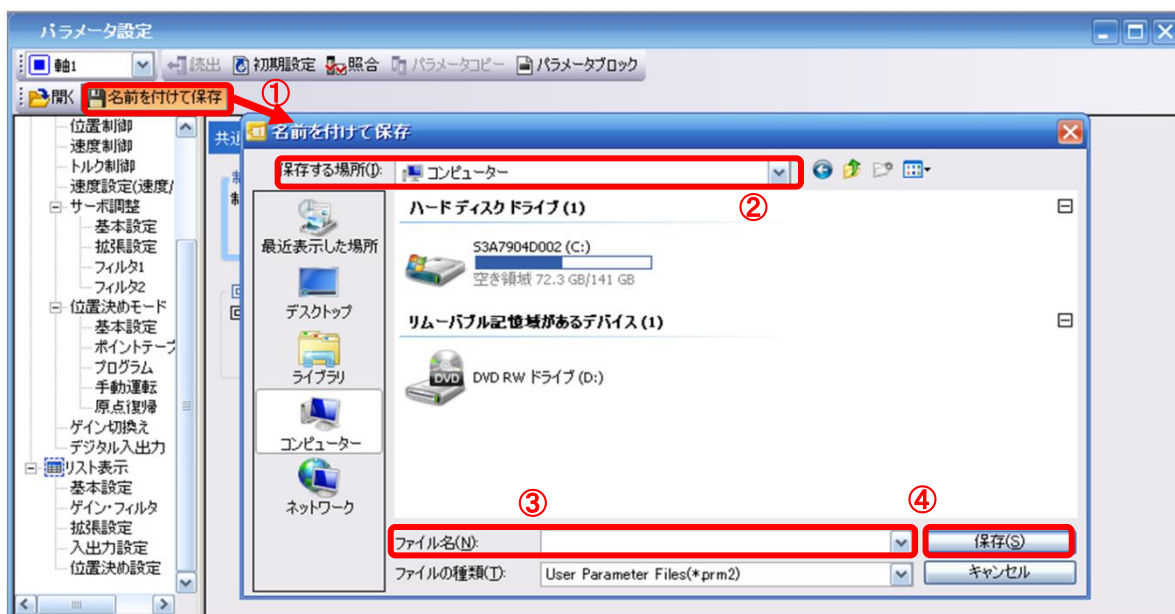 パラメータ設定
軸1 読出 初期設定 照合 パラメータコピー パラメータブロック
開く 名前を付けて保存 ①
位置制御
速度制御
トルク制御
速度設定(速度/
サーボ調整
基本設定
拡張設定
フィルタ1
フィルタ2
位置決めモード
基本設定
ポイントテーブ
プログラム
手動運転
原点復帰
ゲイン切換え
デジタル入出力
リスト表示
基本設定
ゲイン・フィルタ
拡張設定
入出力設定
位置決め設定
共通
名前を付けて保存
保存する場所(I): コンピューター
②
最近表示した場所
デスクトップ
ライブラリ
コンピューター
ネットワーク
ハード ディスク ドライブ (1)
S3A7904D002 (C:)
空き領域 72.3 GB/141 GB
リムーバブル記憶域があるデバイス (1)
DVD
DVD RW ドライブ (D:)
③ ④
ファイル名(N): 保存(S)
ファイルの種類(T): User Parameter Files(*prm2) キャンセル